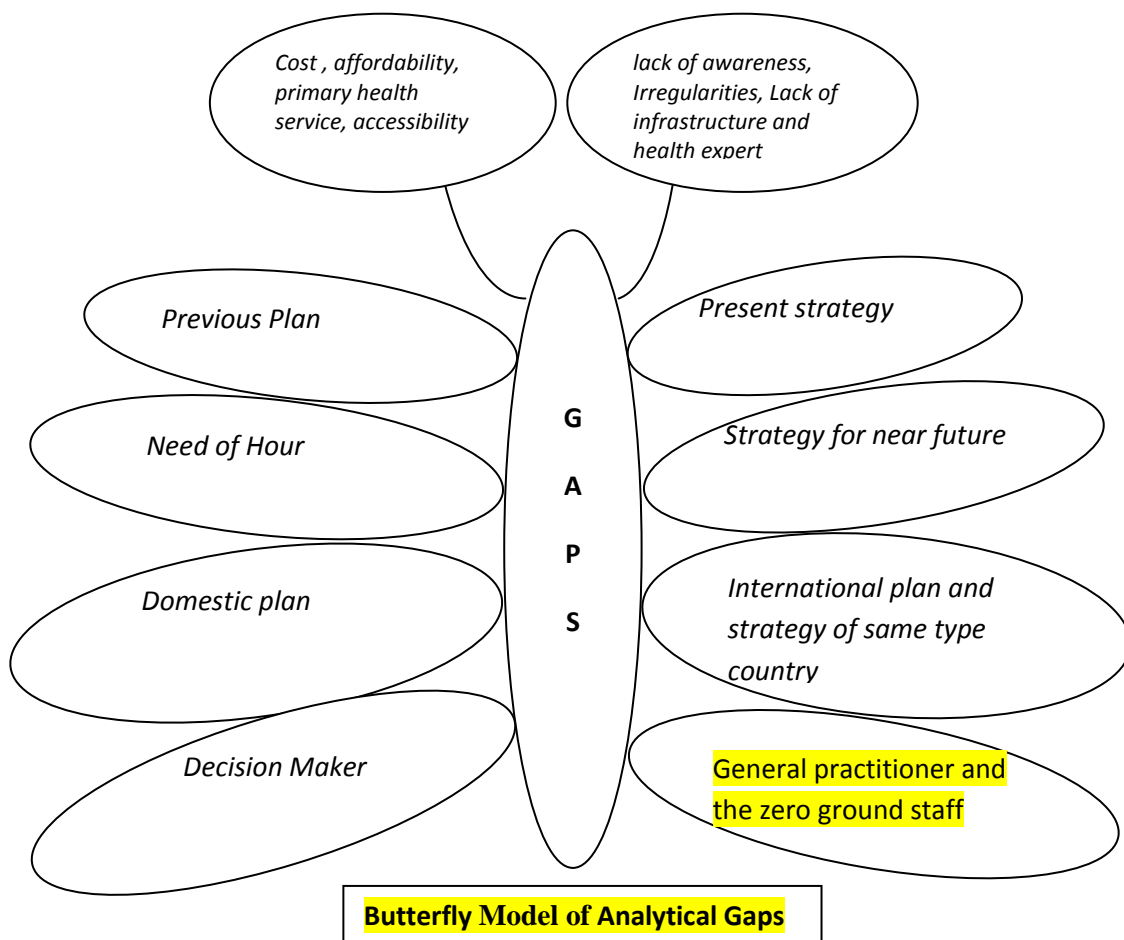 Cost , affordability,
primary health
service, accessibility
lack of awareness,
Irregularities, Lack of
infrastructure and
health expert
Previous Plan
Present strategy
Need of Hour
Strategy for near future
Domestic plan
International plan and
strategy of same type
country
Decision Maker
General practitioner and
the zero ground staff
G
A
P
S
Butterfly Model of Analytical Gaps